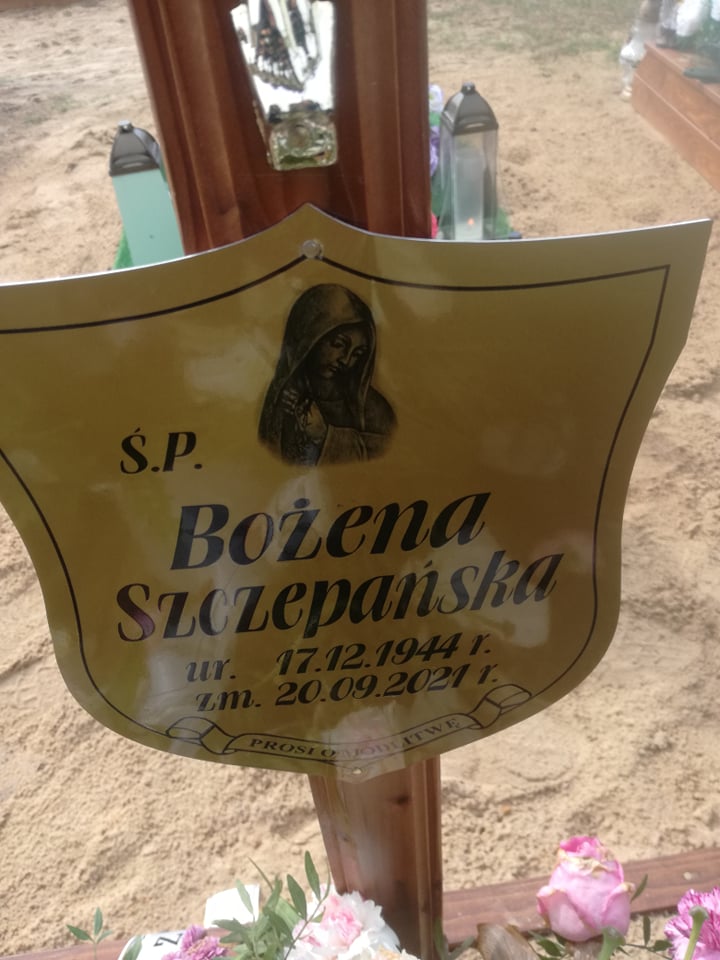 Ś.P.
Bożena
Szczepańska
ur. 17.12.1944 r.
zm. 20.09.2021 r.
PROSI O MODLITWĘ